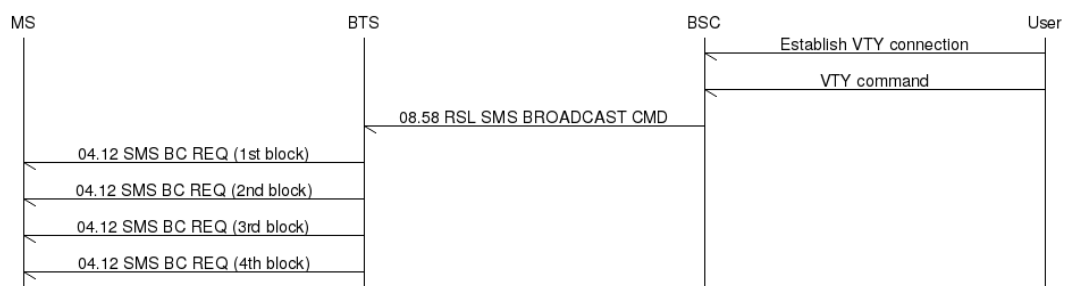 MS BTS BSC User
Establish VTY connection
VTY command
08.58 RSL SMS BROADCAST CMD
04.12 SMS BC REQ (1st block)
04.12 SMS BC REQ (2nd block)
04.12 SMS BC REQ (3rd block)
04.12 SMS BC REQ (4th block)